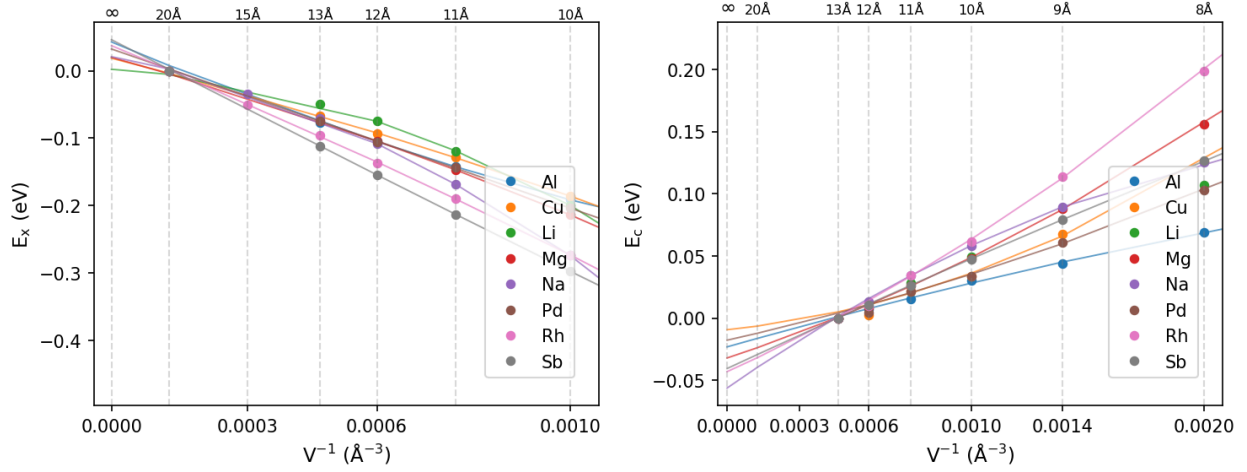 ∞ 20Å 15Å 13Å 12Å 11Å 10Å
0.0
−0.1
−0.2
−0.3
−0.4
E_x (eV)
Al
Cu
Li
Mg
Na
Pd
Rh
Sb
0.0000 0.0003 0.0006 0.0010
V⁻¹ (Å⁻³)
∞ 20Å 13Å 12Å 11Å 10Å 9Å 8Å
0.20
0.15
0.10
0.05
0.00
−0.05
E_c (eV)
Al
Cu
Li
Mg
Na
Pd
Rh
Sb
0.0000 0.0003 0.0006 0.0010 0.0014 0.0020
V⁻¹ (Å⁻³)